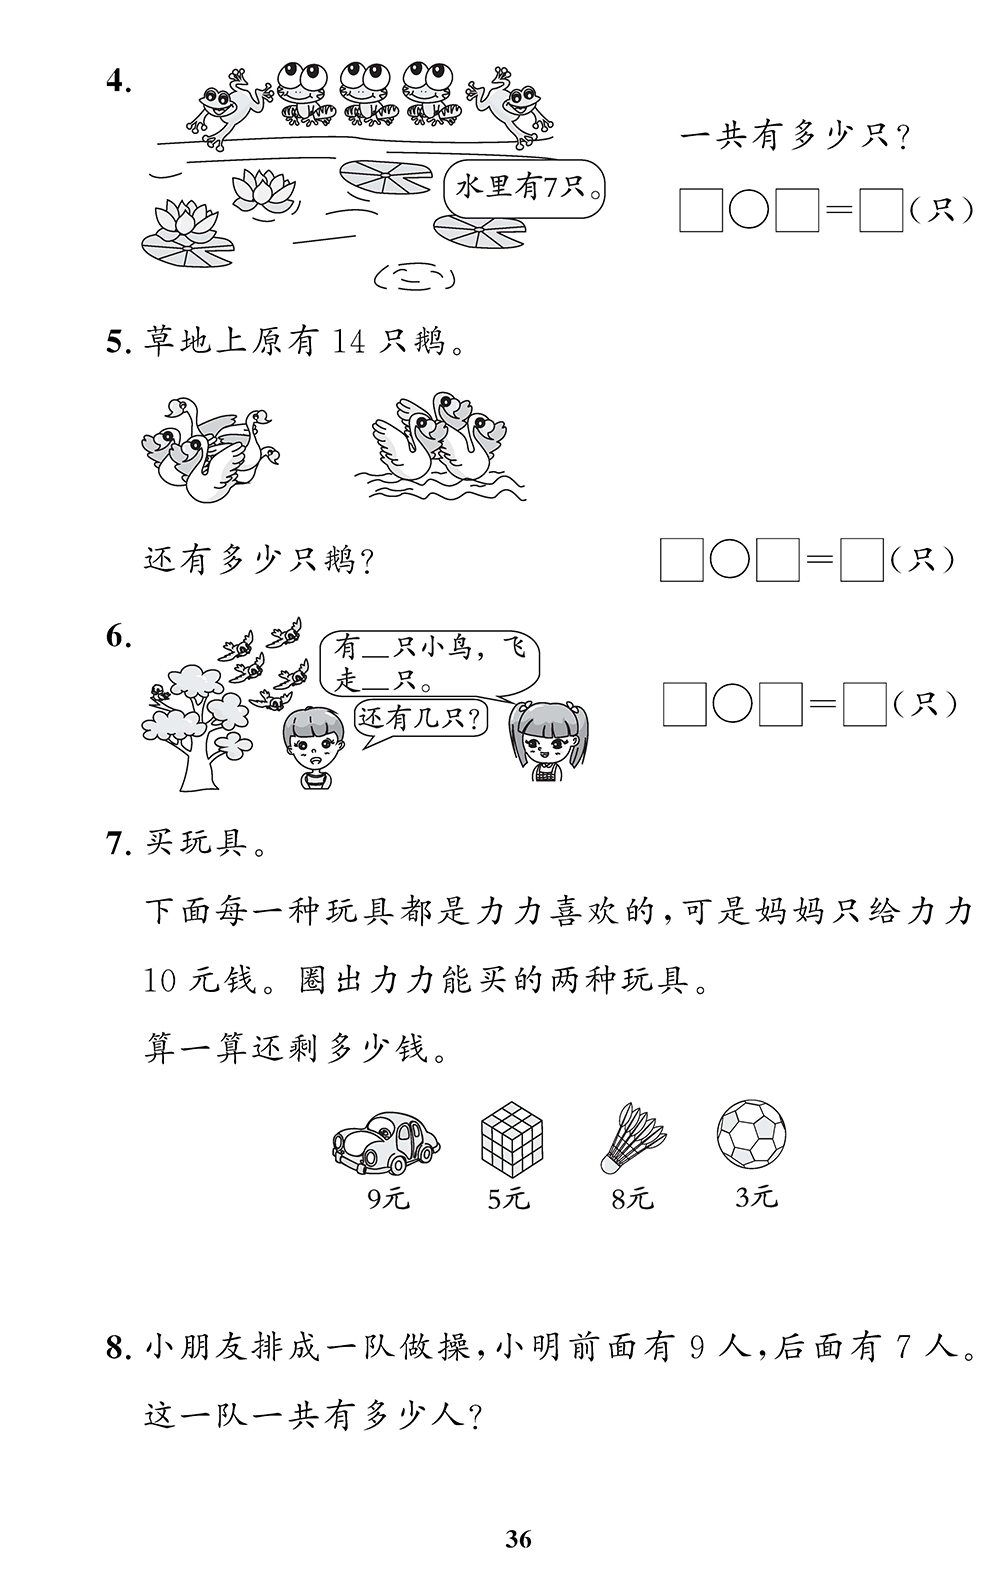 4.
水里有7只。
一共有多少只?
=
(只)
5. 草地上原有 14 只鹅。
还有多少只鹅?
=
(只)
6.
有__只小鸟，飞
走__只。
还有几只?
=
(只)
7. 买玩具。
下面每一种玩具都是力力喜欢的,可是妈妈只给力力
10 元钱。圈出力力能买的两种玩具。
算一算还剩多少钱。
9元 5元 8元 3元
8. 小朋友排成一队做操,小明前面有 9 人,后面有 7 人。
这一队一共有多少人?
36